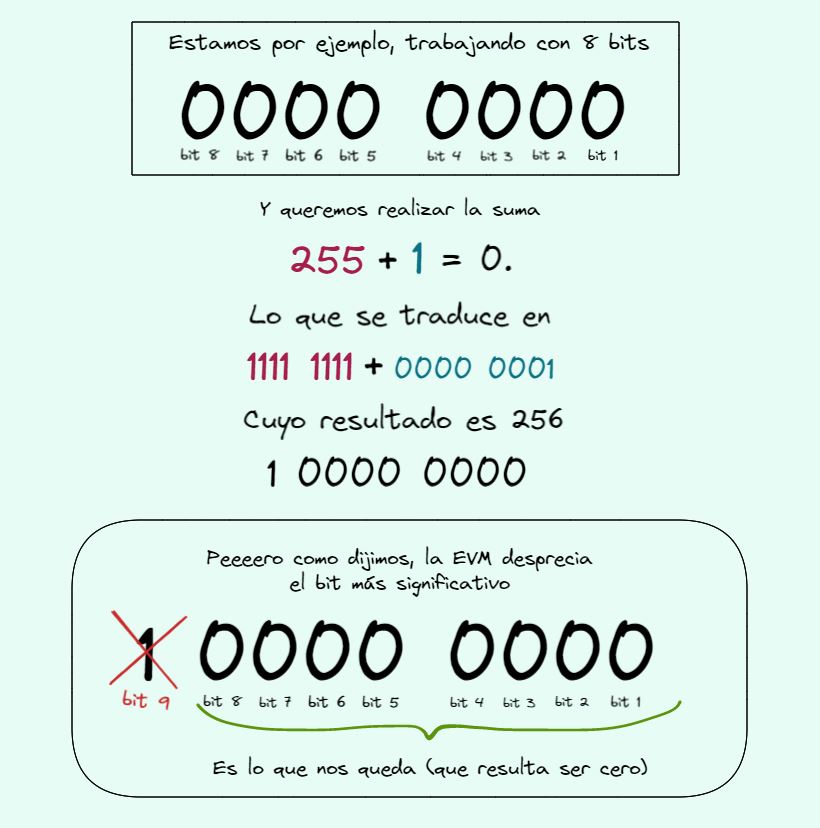 Estamos por ejemplo, trabajando con 8 bits
0000 0000
bit 8 bit 7 bit 6 bit 5 bit 4 bit 3 bit 2 bit 1
Y queremos realizar la suma
255 + 1 = 0.
Lo que se traduce en
1111 1111 + 0000 0001
Cuyo resultado es 256
1 0000 0000
Peeeero como dijimos, la EVM desprecia
el bit más significativo
1 0000 0000
bit 9 bit 8 bit 7 bit 6 bit 5 bit 4 bit 3 bit 2 bit 1
Es lo que nos queda (que resulta ser cero)